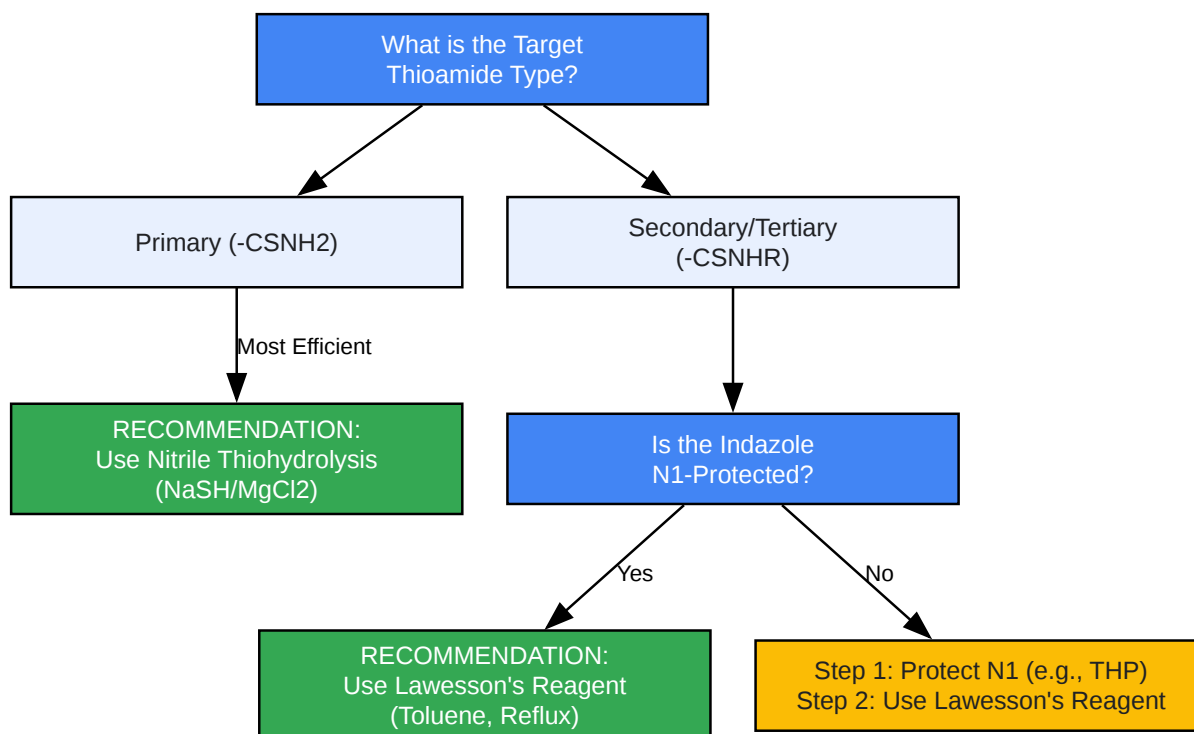 What is the Target
Thioamide Type?
Primary (-CSNH2)
Secondary/Tertiary
(-CSNHR)
Most Efficient
RECOMMENDATION:
Use Nitrile Thiohydrolysis
(NaSH/MgCl2)
Is the Indazole
N1-Protected?
Yes
No
RECOMMENDATION:
Use Lawesson's Reagent
(Toluene, Reflux)
Step 1: Protect N1 (e.g., THP)
Step 2: Use Lawesson's Reagent